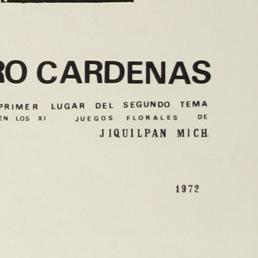 RO CARDENAS
PRIMER LUGAR DEL SEGUNDO TEMA
EN LOS XI JUEGOS FLORALES DE
JIQUILPAN MICH.
1972